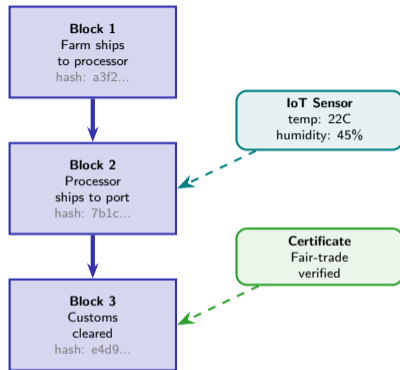 Block 1
Farm ships
to processor
hash: a3f2...
IoT Sensor
temp: 22C
humidity: 45%
Block 2
Processor
ships to port
hash: 7b1c...
Certificate
Fair-trade
verified
Block 3
Customs
cleared
hash: e4d9...